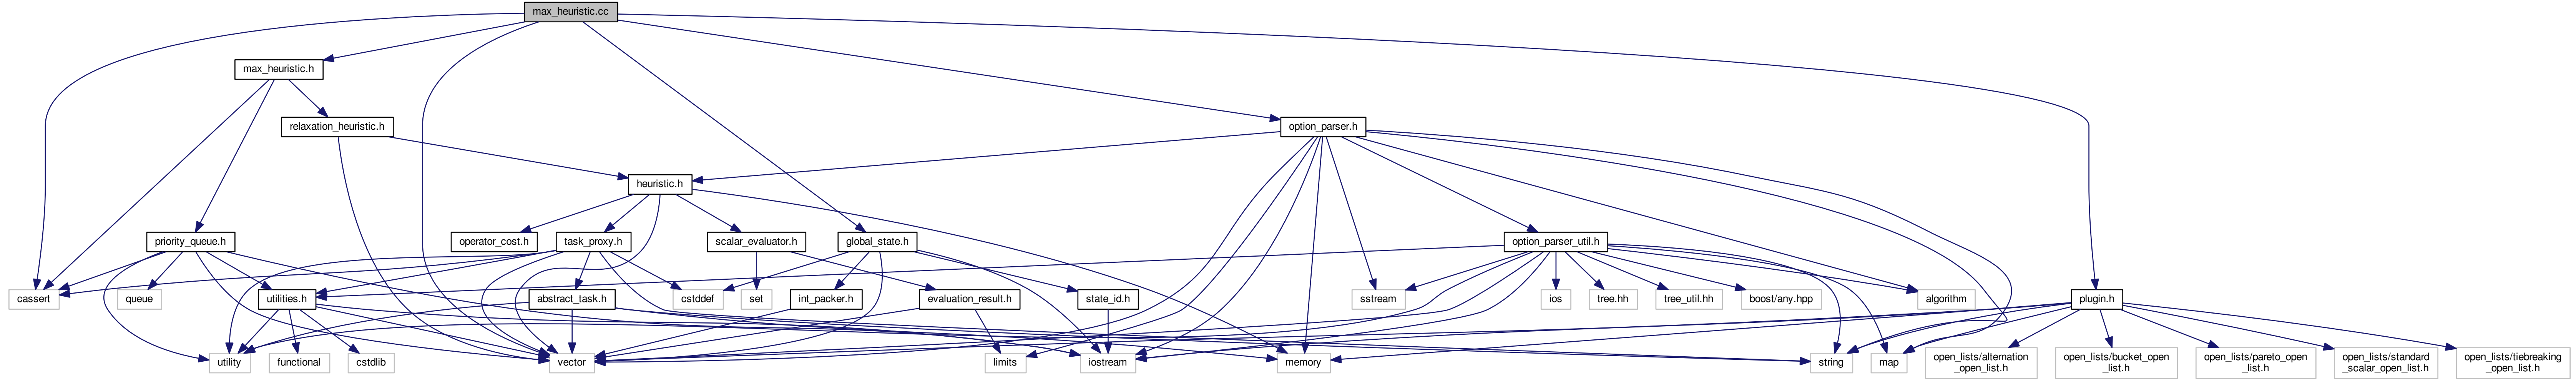 max_heuristic.cc
max_heuristic.h
relaxation_heuristic.h
option_parser.h
heuristic.h
priority_queue.h
operator_cost.h
task_proxy.h
scalar_evaluator.h
global_state.h
option_parser_util.h
cassert
queue
utilities.h
abstract_task.h
cstddef
set
int_packer.h
evaluation_result.h
state_id.h
sstream
ios
tree.hh
tree_util.hh
boost/any.hpp
algorithm
plugin.h
utility
functional
cstdlib
vector
limits
iostream
memory
string
map
open_lists/alternation
_open_list.h
open_lists/bucket_open
_list.h
open_lists/pareto_open
_list.h
open_lists/standard
_scalar_open_list.h
open_lists/tiebreaking
_open_list.h